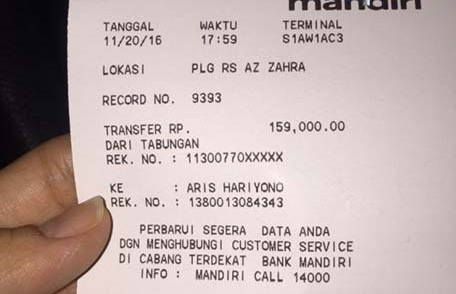 mandiri
TANGGAL WAKTU TERMINAL
11/20/16 17:59 S1AW1AC3
LOKASI PLG RS AZ ZAHRA
RECORD NO. 9393
TRANSFER RP. 159,000.00
DARI TABUNGAN
REK. NO. : 11300770XXXXX
KE : ARIS HARIYONO
REK. NO. : 1380013084343
PERBARUI SEGERA DATA ANDA
DGN MENGHUBUNGI CUSTOMER SERVICE
DI CABANG TERDEKAT BANK MANDIRI
INFO : MANDIRI CALL 14000